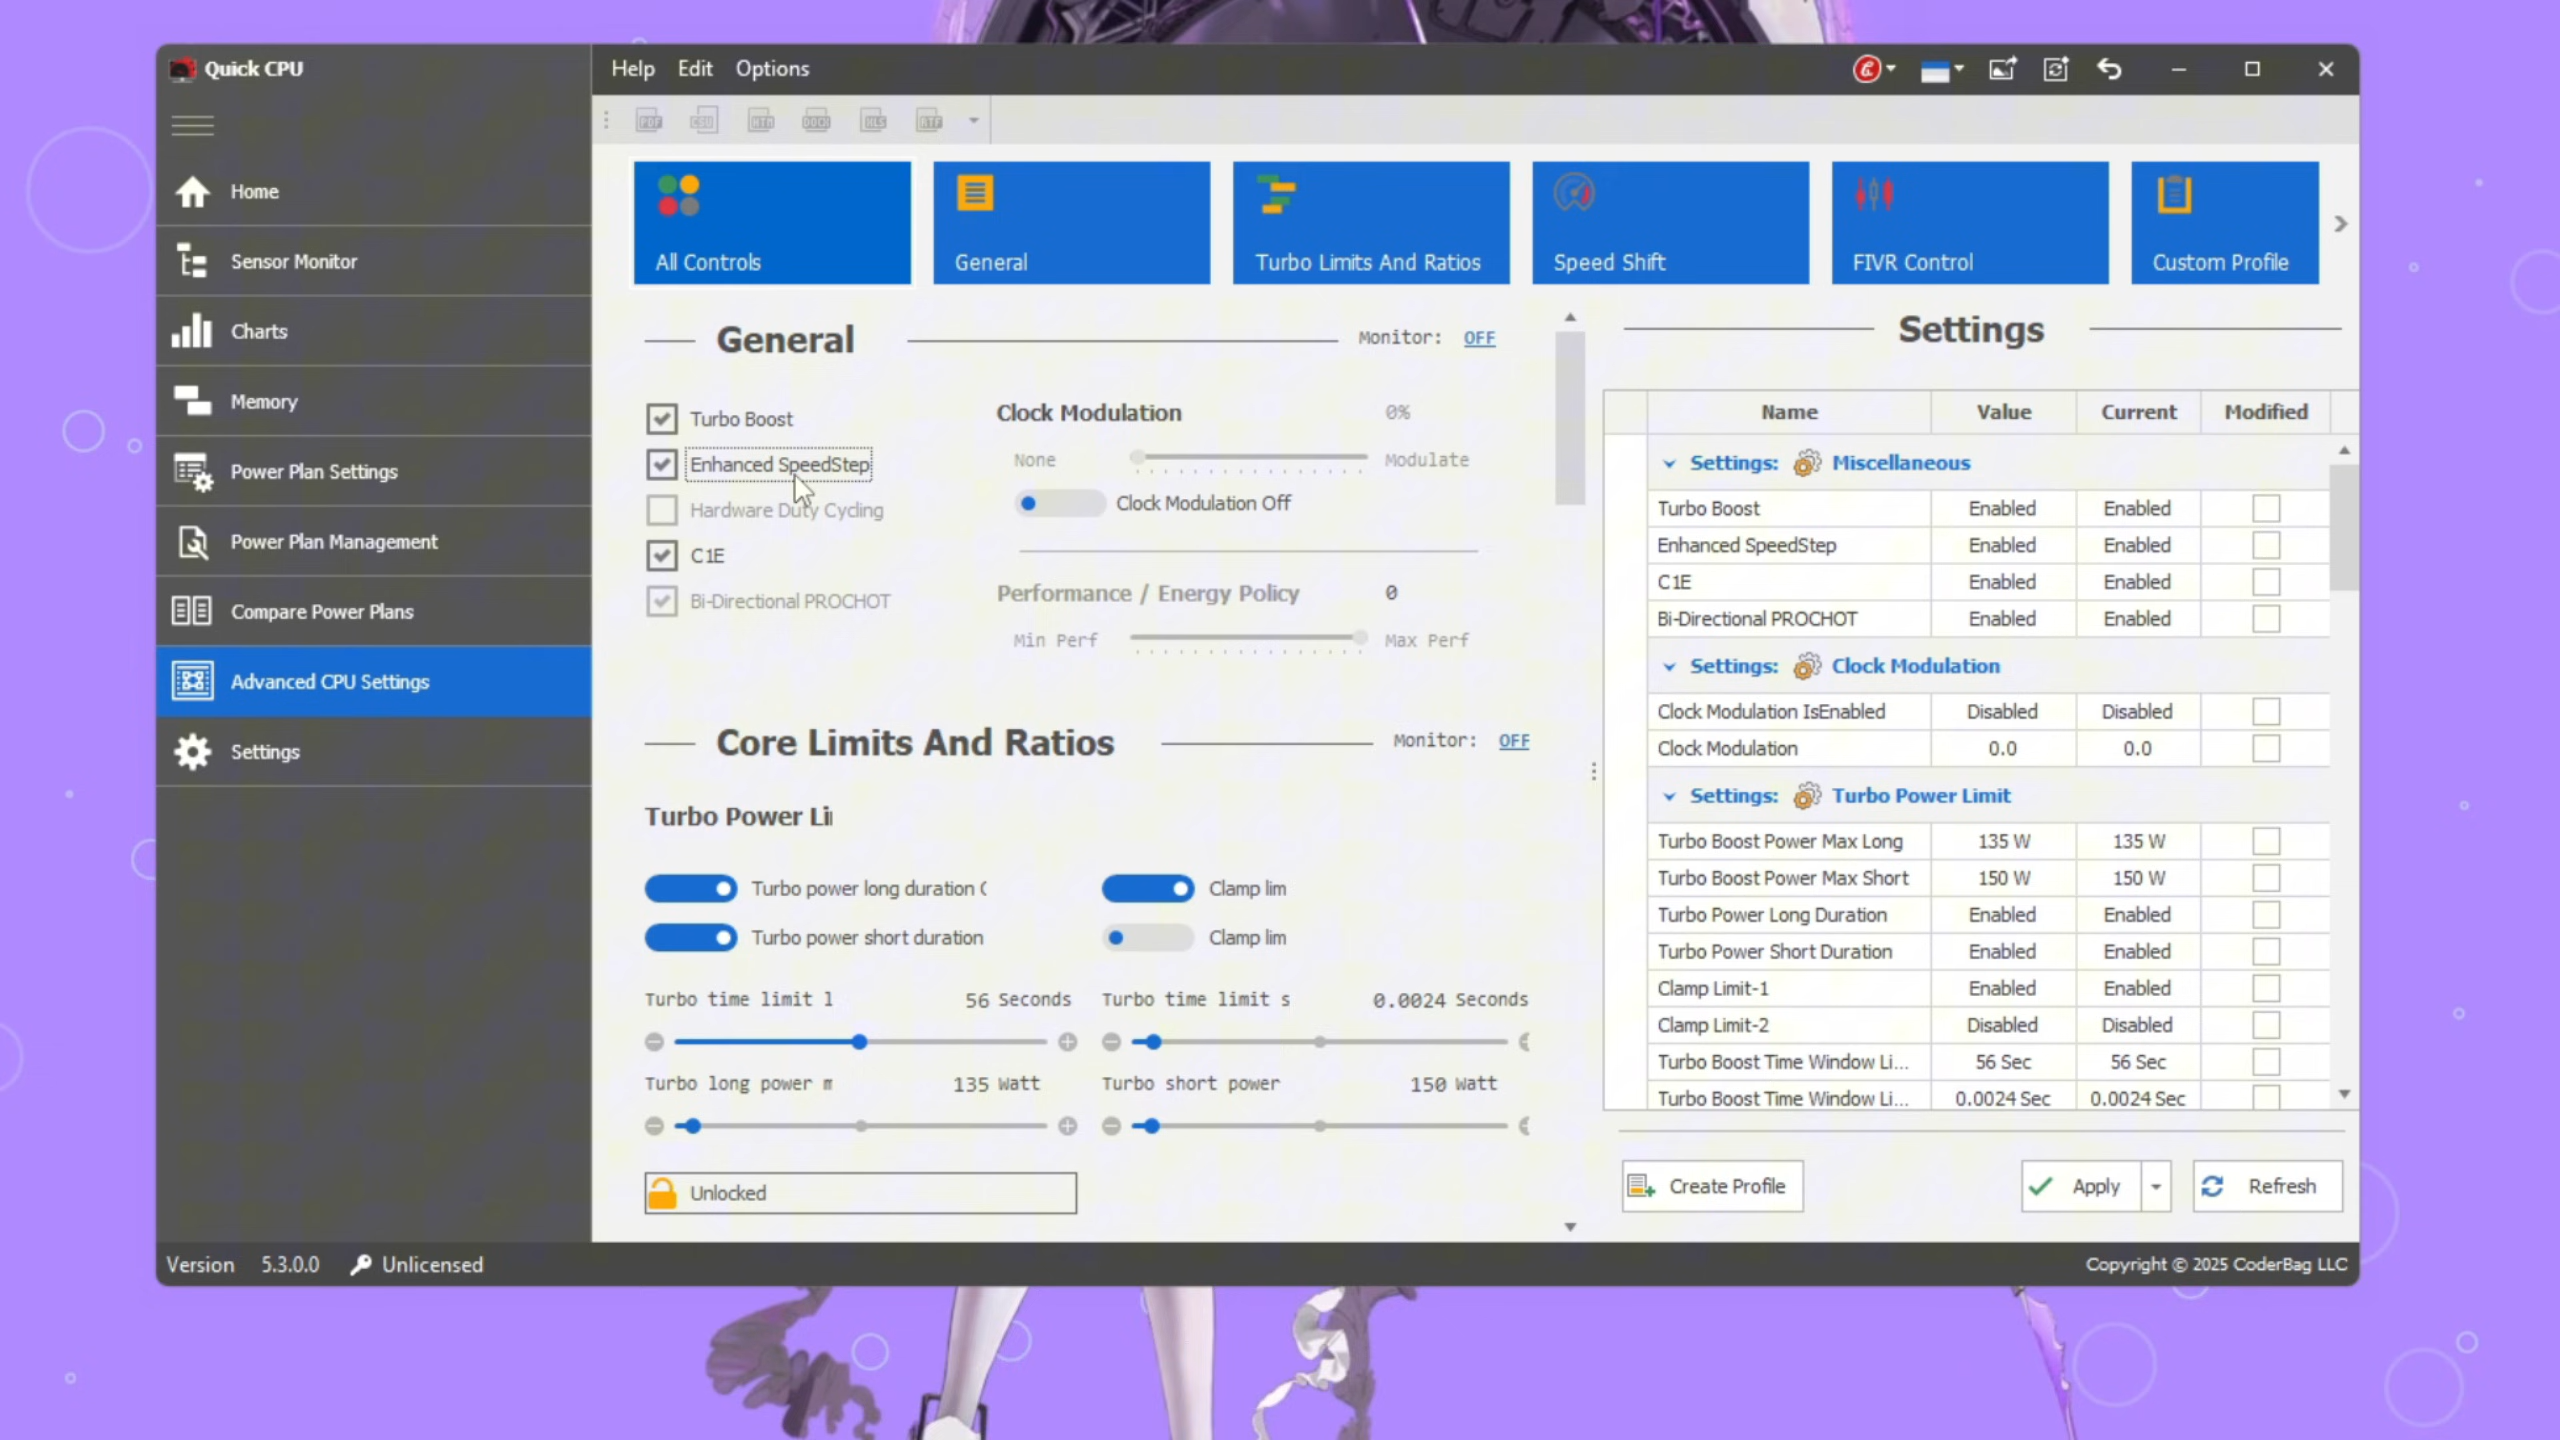 Quick CPU
Help Edit Options
PDF CSV HTM DOCX XLS RTF
Home
Sensor Monitor
Charts
Memory
Power Plan Settings
Power Plan Management
Compare Power Plans
Advanced CPU Settings
Settings
All Controls
General
Turbo Limits And Ratios
Speed Shift
FIVR Control
Custom Profile
General
Monitor: OFF
Turbo Boost
Enhanced SpeedStep
Hardware Duty Cycling
C1E
Bi-Directional PROCHOT
Clock Modulation 0%
None Modulate
Clock Modulation Off
Performance / Energy Policy 0
Min Perf Max Perf
Core Limits And Ratios
Monitor: OFF
Turbo Power Li
Turbo power long duration Clamp lim
Turbo power short duration Clamp lim
Turbo time limit l 56 Seconds Turbo time limit s 0.0024 Seconds
Turbo long power m 135 Watt Turbo short power 150 Watt
Unlocked
Settings
Name Value Current Modified
Settings: Miscellaneous
Turbo Boost Enabled Enabled
Enhanced SpeedStep Enabled Enabled
C1E Enabled Enabled
Bi-Directional PROCHOT Enabled Enabled
Settings: Clock Modulation
Clock Modulation IsEnabled Disabled Disabled
Clock Modulation 0.0 0.0
Settings: Turbo Power Limit
Turbo Boost Power Max Long 135 W 135 W
Turbo Boost Power Max Short 150 W 150 W
Turbo Power Long Duration Enabled Enabled
Turbo Power Short Duration Enabled Enabled
Clamp Limit-1 Enabled Enabled
Clamp Limit-2 Disabled Disabled
Turbo Boost Time Window Li... 56 Sec 56 Sec
Turbo Boost Time Window Li... 0.0024 Sec 0.0024 Sec
Create Profile
Apply
Refresh
Version 5.3.0.0 Unlicensed
Copyright © 2025 CoderBag LLC